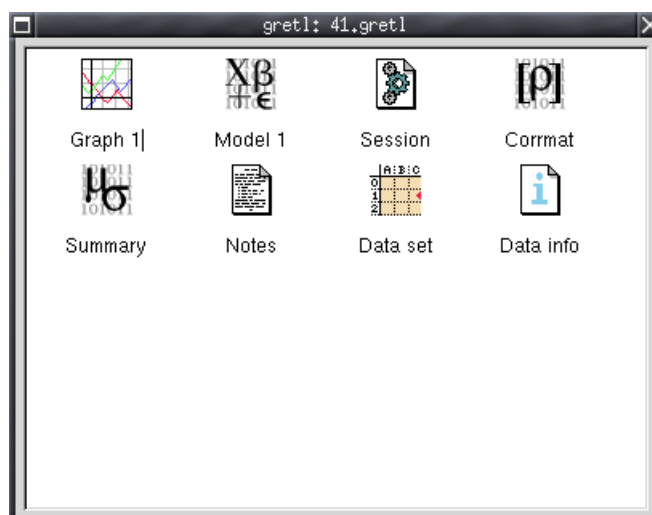 gretl: 41.gretl
Graph 1 Model 1 Session Corrmat
Summary Notes Data set Data info